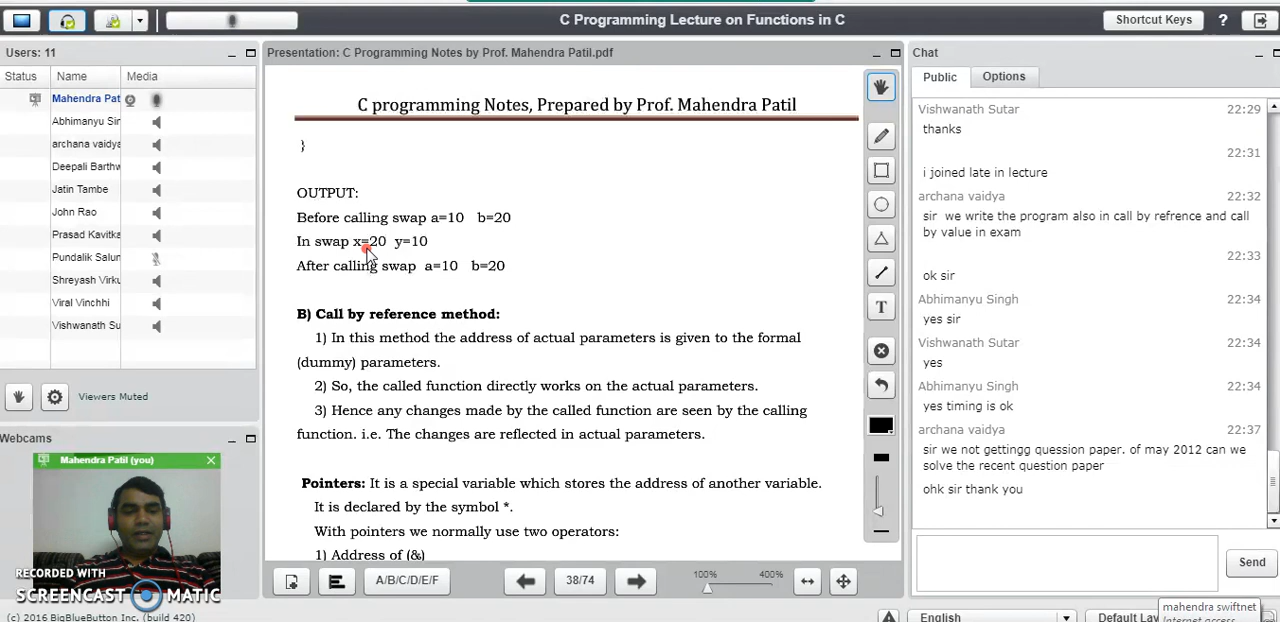 C Programming Lecture on Functions in C
Shortcut Keys
?
Users: 11
Status Name Media
Mahendra Pat
Abhimanyu Sir
archana vaidya
Deepali Barthw
Jatin Tambe
John Rao
Prasad Kavitka
Pundalik Salun
Shreyash Virku
Viral Vinchhi
Vishwanath Su
Viewers Muted
Webcams
Mahendra Patil (you)
RECORDED WITH
SCREENCAST MATIC
(c) 2016 BigBlueButton Inc. (build 420)
Presentation: C Programming Notes by Prof. Mahendra Patil.pdf
C programming Notes, Prepared by Prof. Mahendra Patil
}
OUTPUT:
Before calling swap a=10 b=20
In swap x=20 y=10
After calling swap a=10 b=20
B) Call by reference method:
1) In this method the address of actual parameters is given to the formal
(dummy) parameters.
2) So, the called function directly works on the actual parameters.
3) Hence any changes made by the called function are seen by the calling
function. i.e. The changes are reflected in actual parameters.
Pointers: It is a special variable which stores the address of another variable.
It is declared by the symbol *.
With pointers we normally use two operators:
1) Address of (&)
T
A/B/C/D/E/F
38/74
100% 400%
Chat
Public Options
Vishwanath Sutar 22:29
thanks
22:31
i joined late in lecture
archana vaidya 22:32
sir we write the program also in call by refrence and call
by value in exam
22:33
ok sir
Abhimanyu Singh 22:34
yes sir
Vishwanath Sutar 22:34
yes
Abhimanyu Singh 22:34
yes timing is ok
archana vaidya 22:37
sir we not gettingg quession paper. of may 2012 can we
solve the recent question paper
ohk sir thank you
Send
English
Default Lay
mahendra swiftnet
Internet access